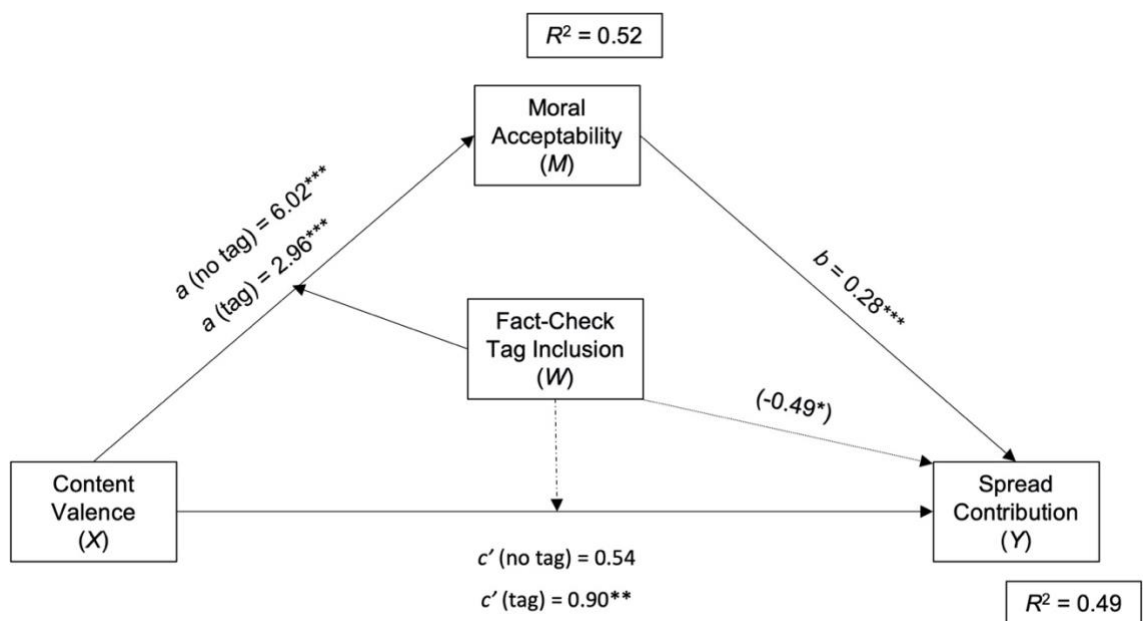 R² = 0.52
Moral
Acceptability
(M)
a (no tag) = 6.02***
a (tag) = 2.96***
b = 0.28***
Fact-Check
Tag Inclusion
(W)
(-0.49*)
Content
Valence
(X)
Spread
Contribution
(Y)
c′ (no tag) = 0.54
c′ (tag) = 0.90**
R² = 0.49